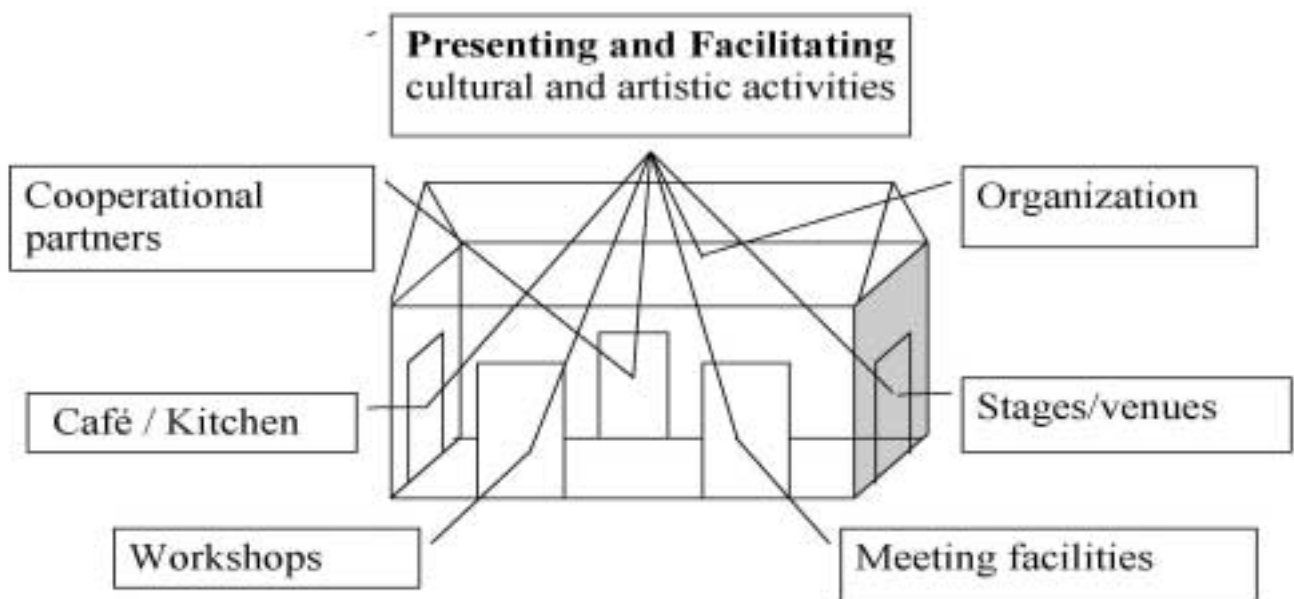 Presenting and Facilitating
cultural and artistic activities
Cooperational
partners
Organization
Café / Kitchen
Stages/venues
Workshops
Meeting facilities